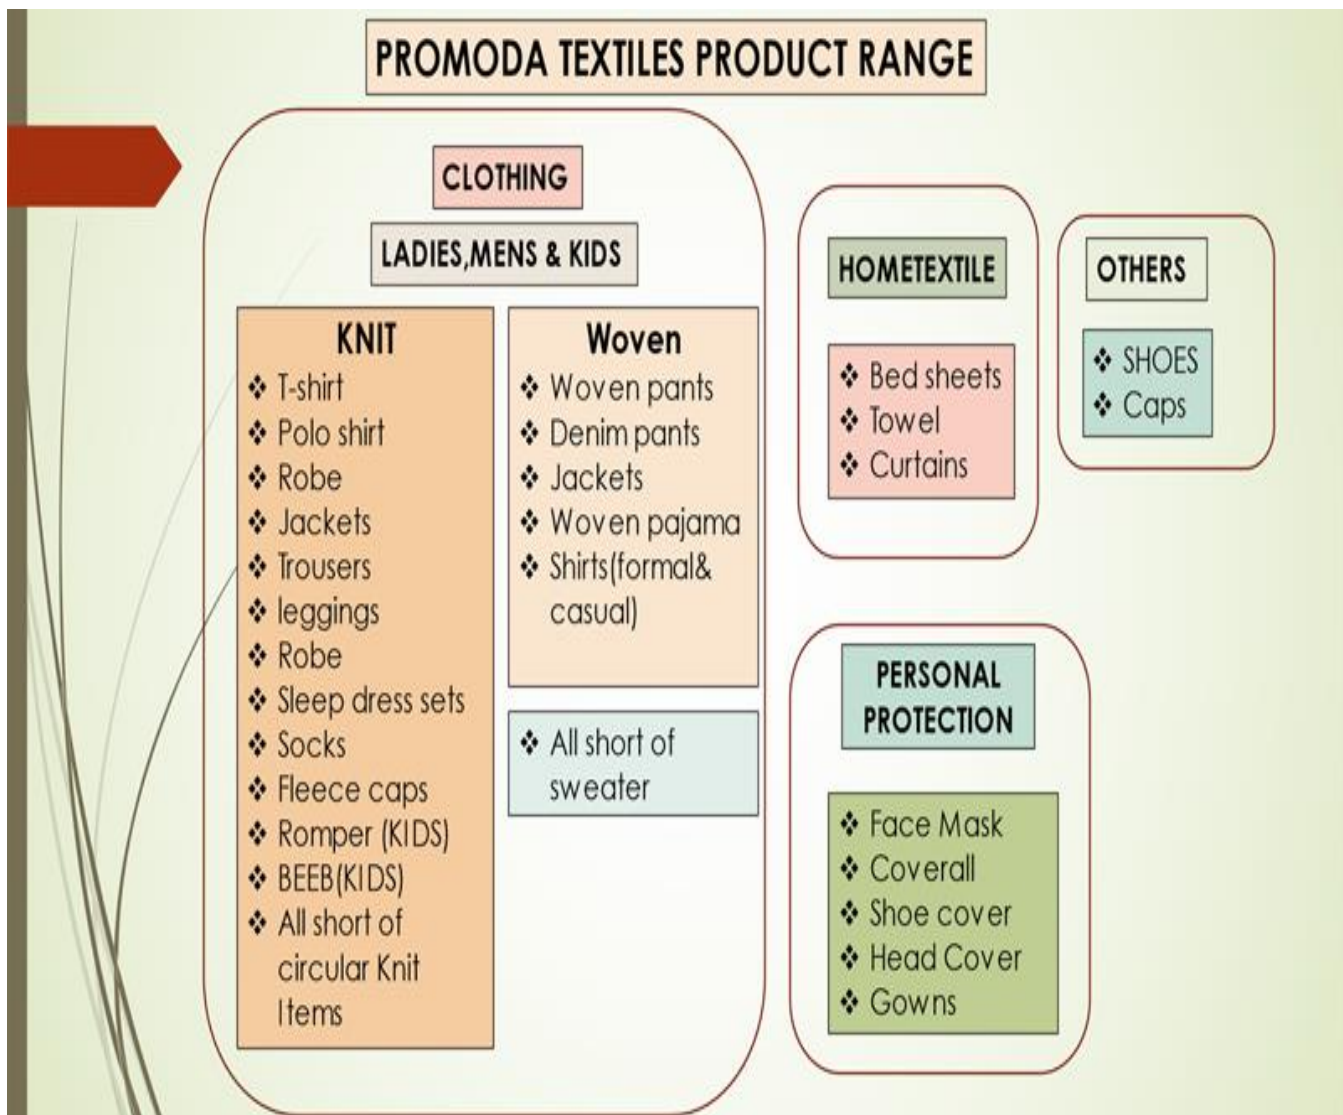 PROMODA TEXTILES PRODUCT RANGE
CLOTHING
LADIES,MENS & KIDS
KNIT
❖ T-shirt
❖ Polo shirt
❖ Robe
❖ Jackets
❖ Trousers
❖ leggings
❖ Robe
❖ Sleep dress sets
❖ Socks
❖ Fleece caps
❖ Romper (KIDS)
❖ BEEB(KIDS)
❖ All short of
circular Knit
Items
Woven
❖ Woven pants
❖ Denim pants
❖ Jackets
❖ Woven pajama
❖ Shirts(formal&
casual)
❖ All short of
sweater
HOMETEXTILE
❖ Bed sheets
❖ Towel
❖ Curtains
OTHERS
❖ SHOES
❖ Caps
PERSONAL
PROTECTION
❖ Face Mask
❖ Coverall
❖ Shoe cover
❖ Head Cover
❖ Gowns